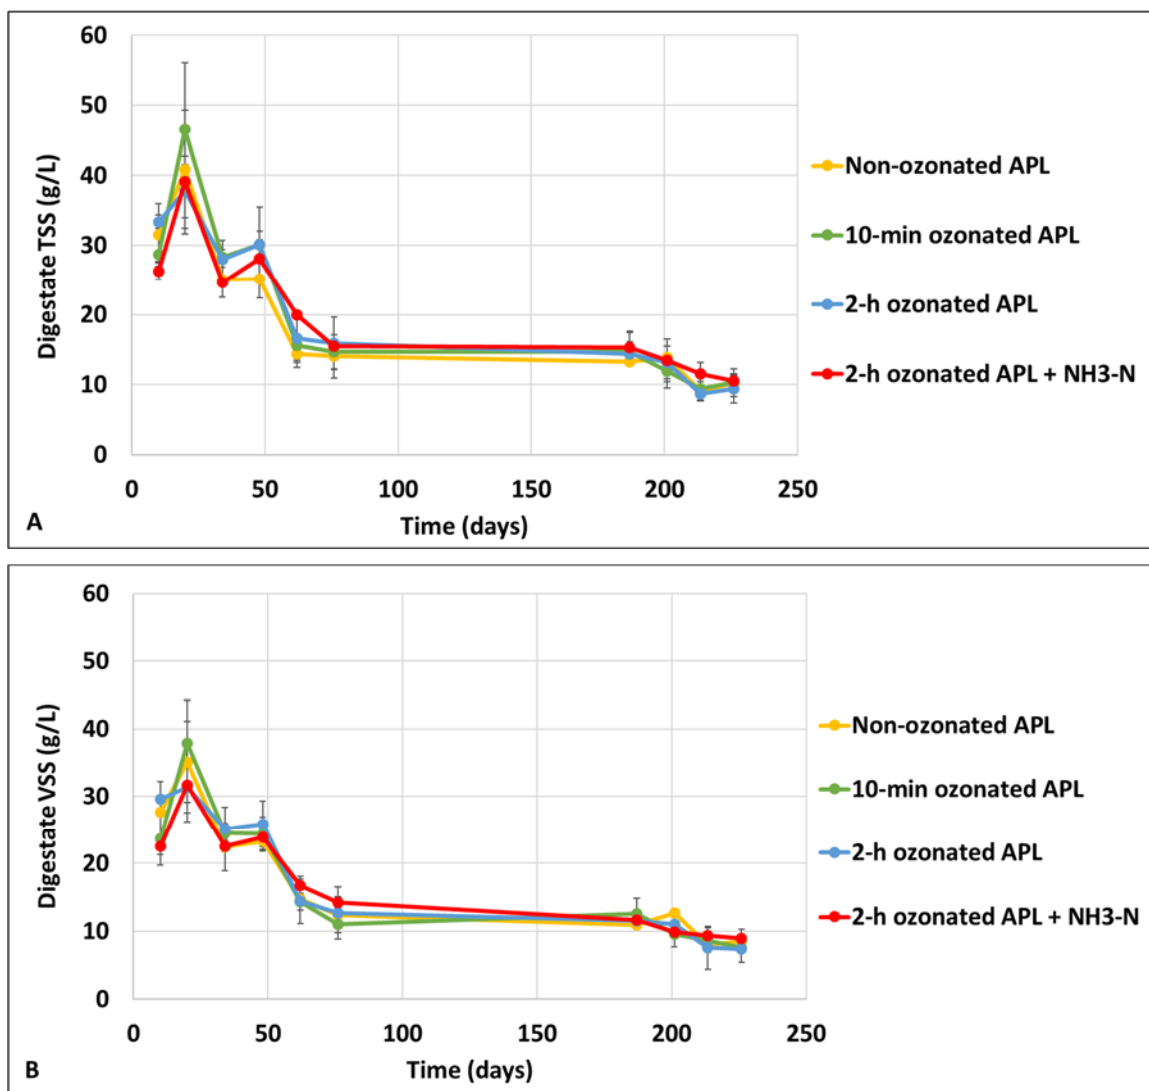 60
50
40
30
20
10
0
Digestate TSS (g/L)
0 50 100 150 200 250
Time (days)
A
Non-ozonated APL
10-min ozonated APL
2-h ozonated APL
2-h ozonated APL + NH3-N
60
50
40
30
20
10
0
Digestate VSS (g/L)
0 50 100 150 200 250
Time (days)
B
Non-ozonated APL
10-min ozonated APL
2-h ozonated APL
2-h ozonated APL + NH3-N